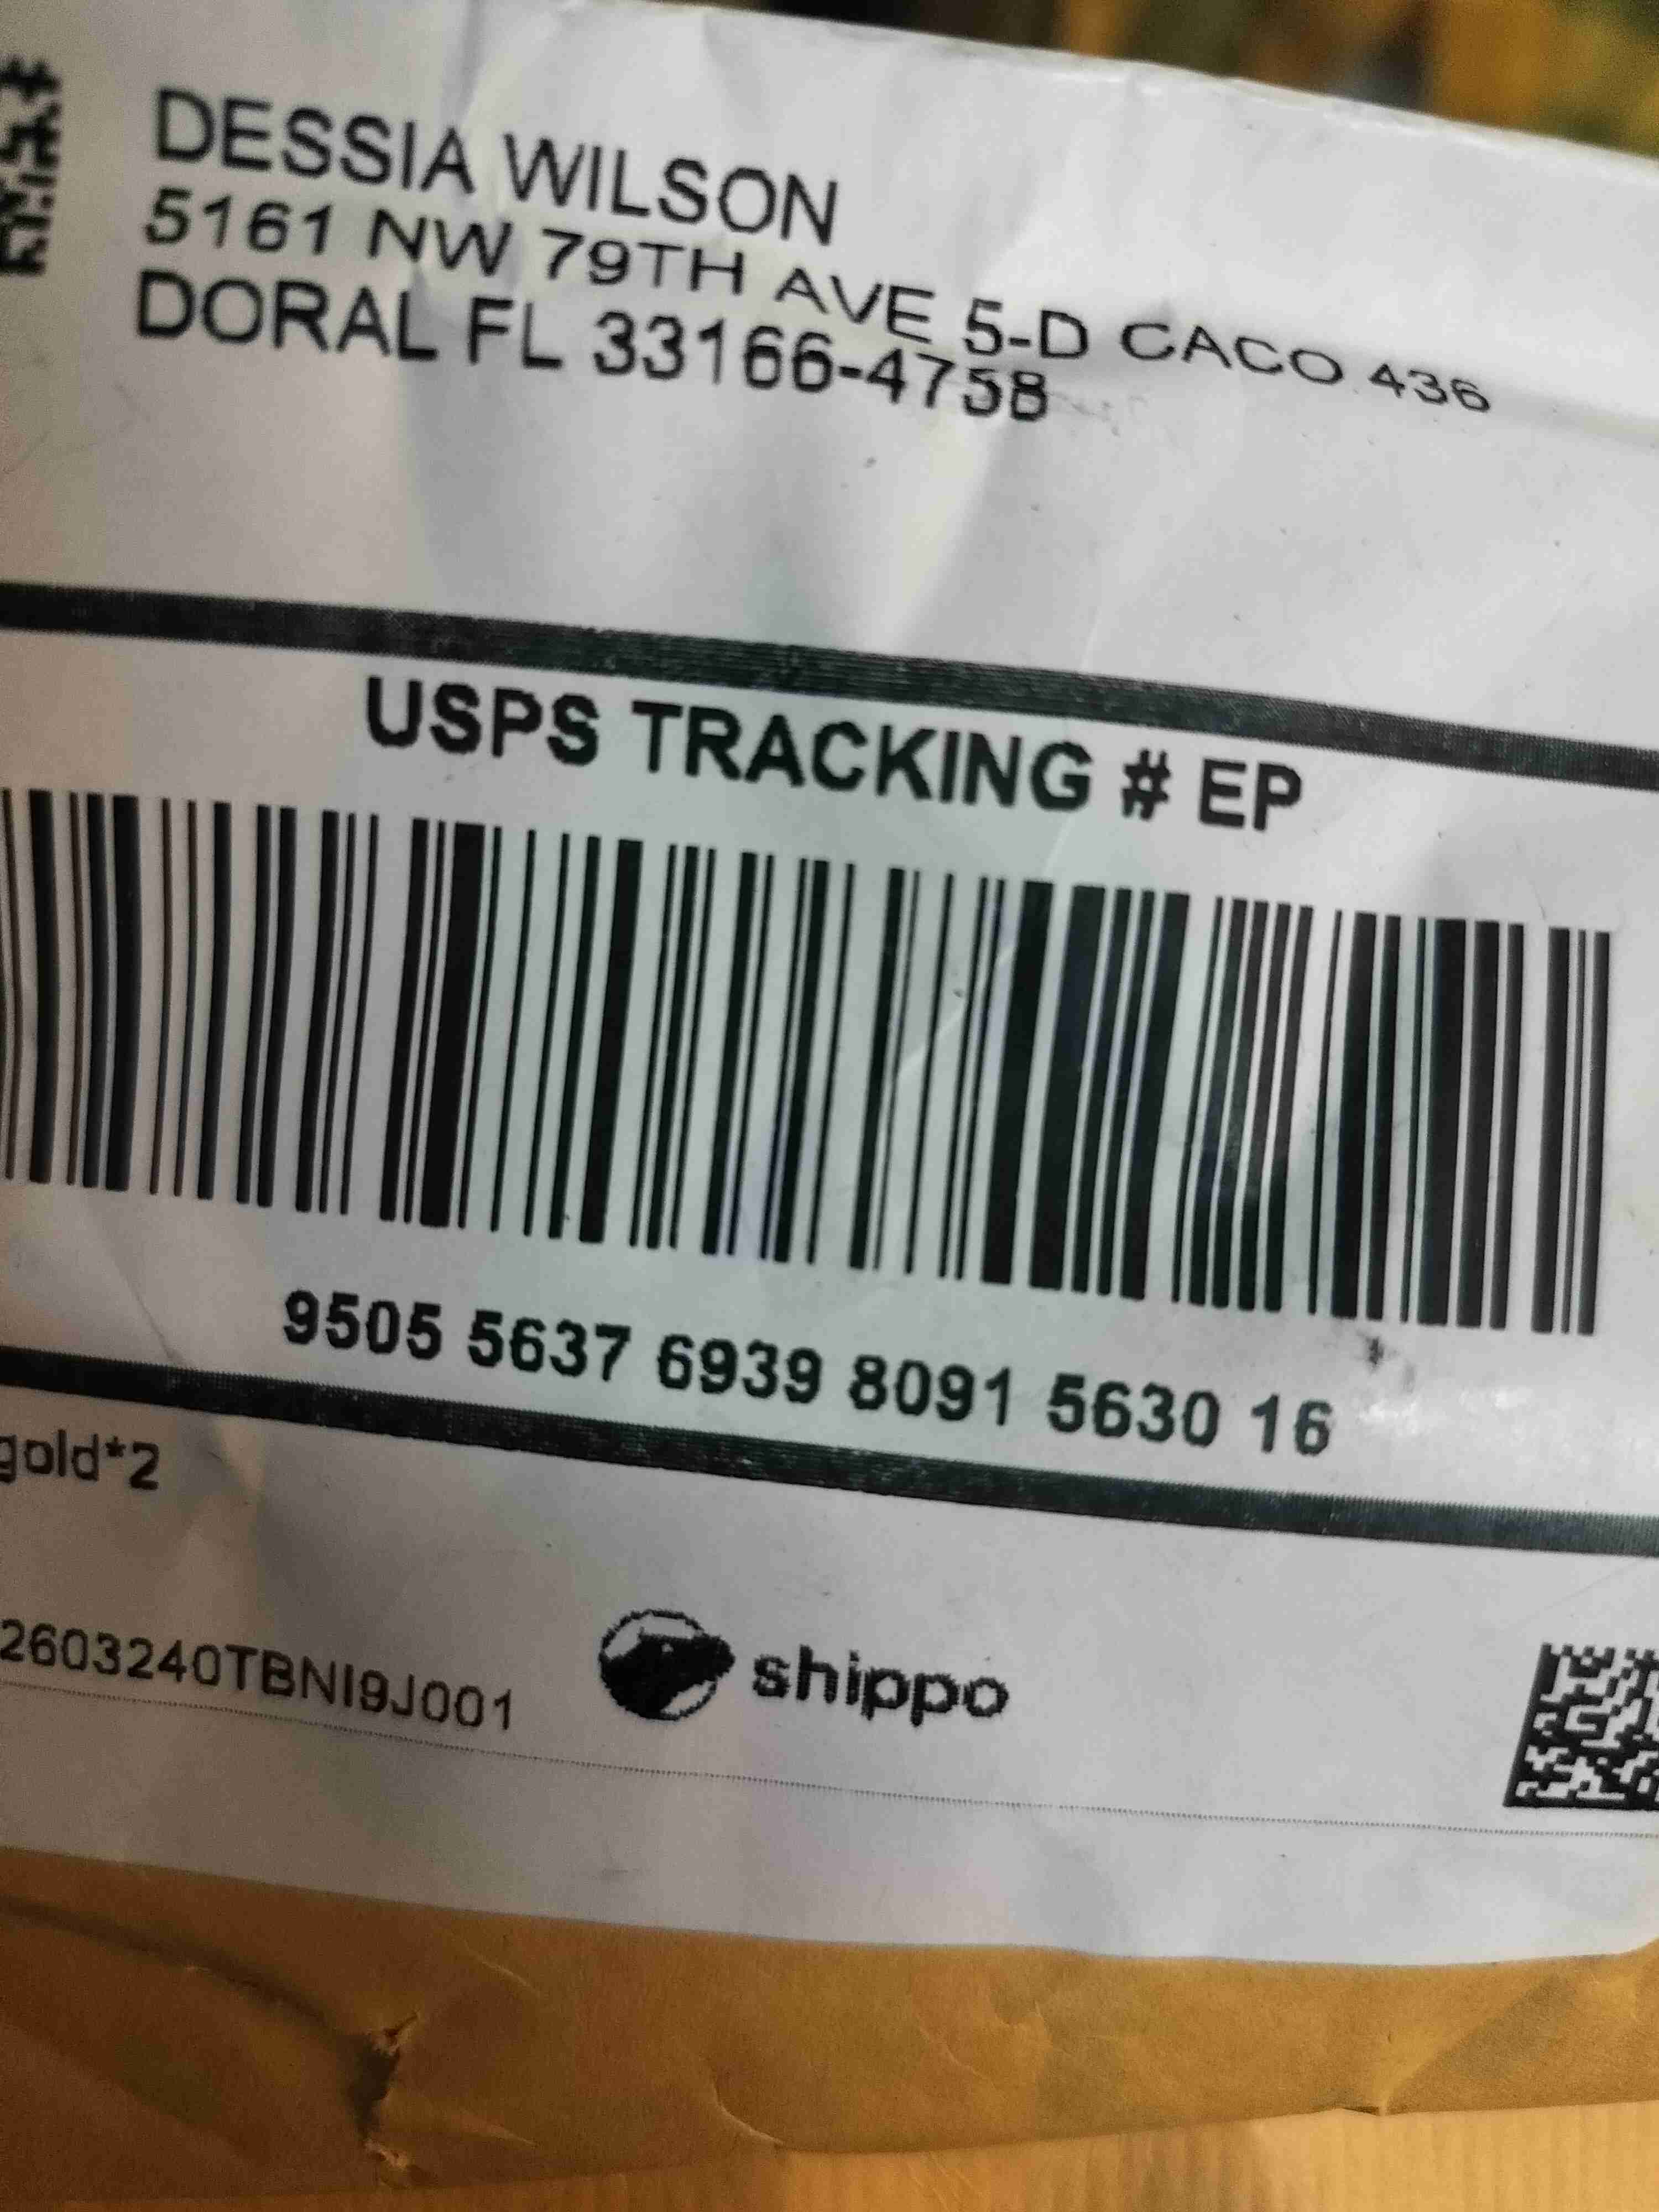 DESSIA WILSON
5161 NW 79TH AVE 5-D CACO 436
DORAL FL 33166-4758
USPS TRACKING # EP
9505 5637 6939 8091 5630 16
gold*2
2603240TBNI9J001
shippo